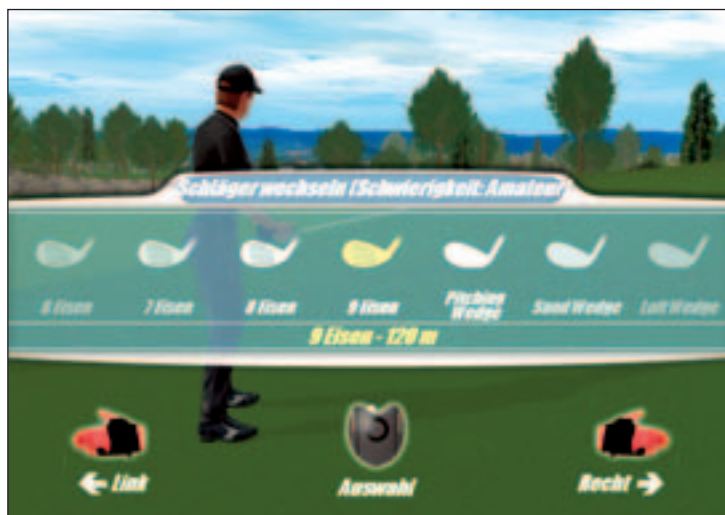 Schläger wechseln (Schwierigkeit: Amateur)
6 Eisen
7 Eisen
8 Eisen
9 Eisen
Pitching
Wedge
Sand Wedge
Loft Wedge
9 Eisen - 120 m
← Link
Auswahl
Recht →